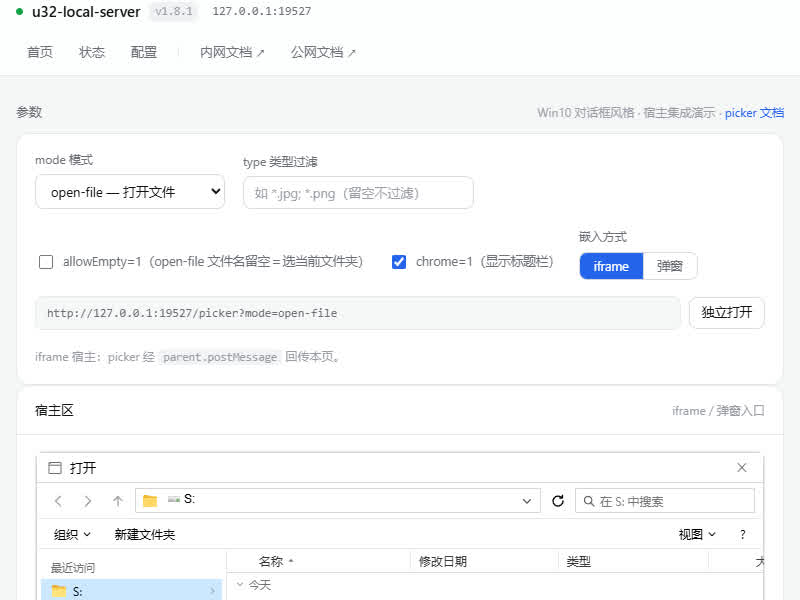 u32-local-server v1.8.1 127.0.0.1:19527
首页 状态 配置 内网文档 ↗ 公网文档 ↗
参数 Win10 对话框风格 · 宿主集成演示 · picker 文档
mode 模式 type 类型过滤
open-file — 打开文件 如 *.jpg; *.png（留空不过滤）
嵌入方式
allowEmpty=1（open-file 文件名留空 = 选当前文件夹） chrome=1（显示标题栏） iframe 弹窗
http://127.0.0.1:19527/picker?mode=open-file 独立打开
iframe 宿主：picker 经 parent.postMessage 回传本页。
宿主区 iframe / 弹窗入口
打开
S: 在 S: 中搜索
组织 新建文件夹 视图 ?
名称 修改日期 类型
最近访问
今天
S: